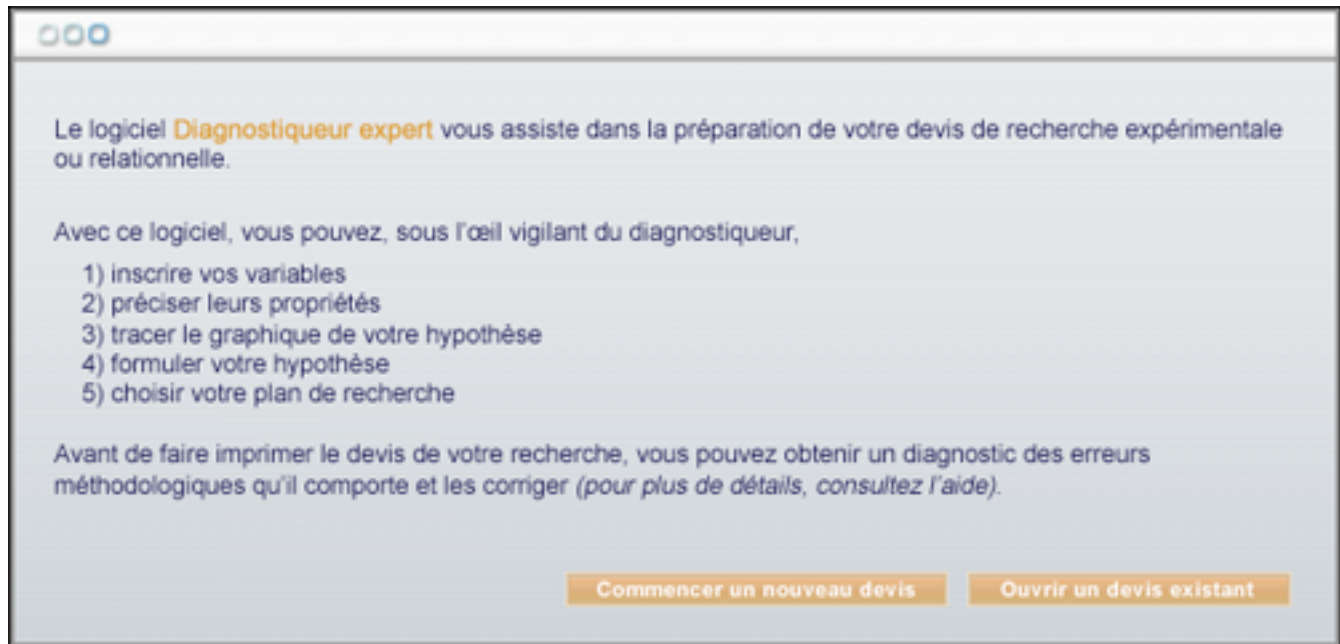 Le logiciel Diagnostiqueur expert vous assiste dans la préparation de votre devis de recherche expérimentale
ou relationnelle.
Avec ce logiciel, vous pouvez, sous l'œil vigilant du diagnostiqueur,
1) inscrire vos variables
2) préciser leurs propriétés
3) tracer le graphique de votre hypothèse
4) formuler votre hypothèse
5) choisir votre plan de recherche
Avant de faire imprimer le devis de votre recherche, vous pouvez obtenir un diagnostic des erreurs
méthodologiques qu'il comporte et les corriger (pour plus de détails, consultez l'aide).
Commencer un nouveau devis Ouvrir un devis existant